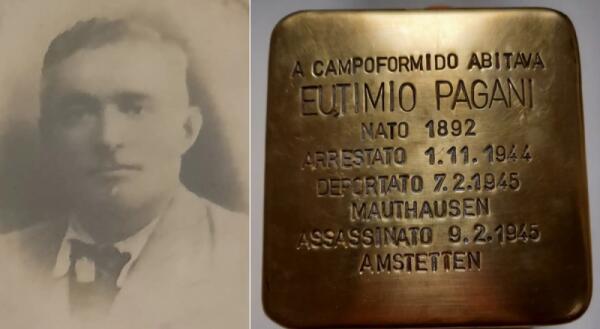 A CAMPOFORMIDO ABITAVA
EUTIMIO PAGANI
NATO 1892
ARRESTATO 1.11.1944
DEPORTATO 7.2.1945
MAUTHAUSEN
ASSASSINATO 9.2.1945
AMSTETTEN